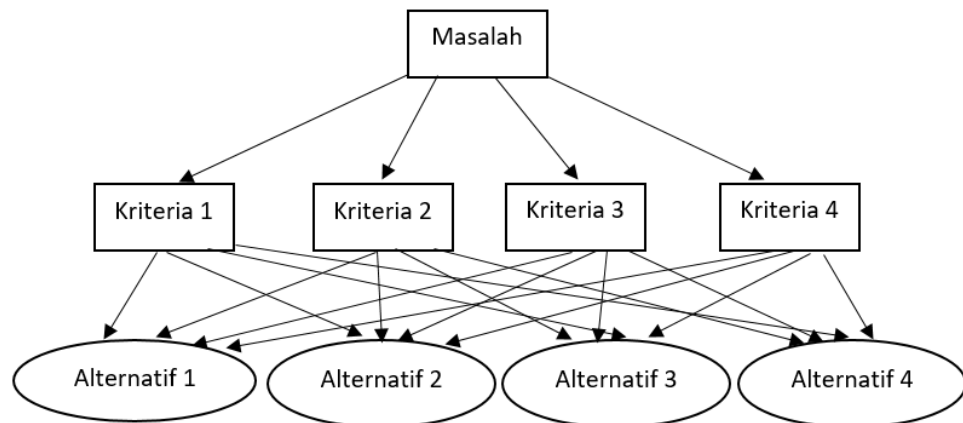 Masalah
Kriteria 1
Kriteria 2
Kriteria 3
Kriteria 4
Alternatif 1
Alternatif 2
Alternatif 3
Alternatif 4